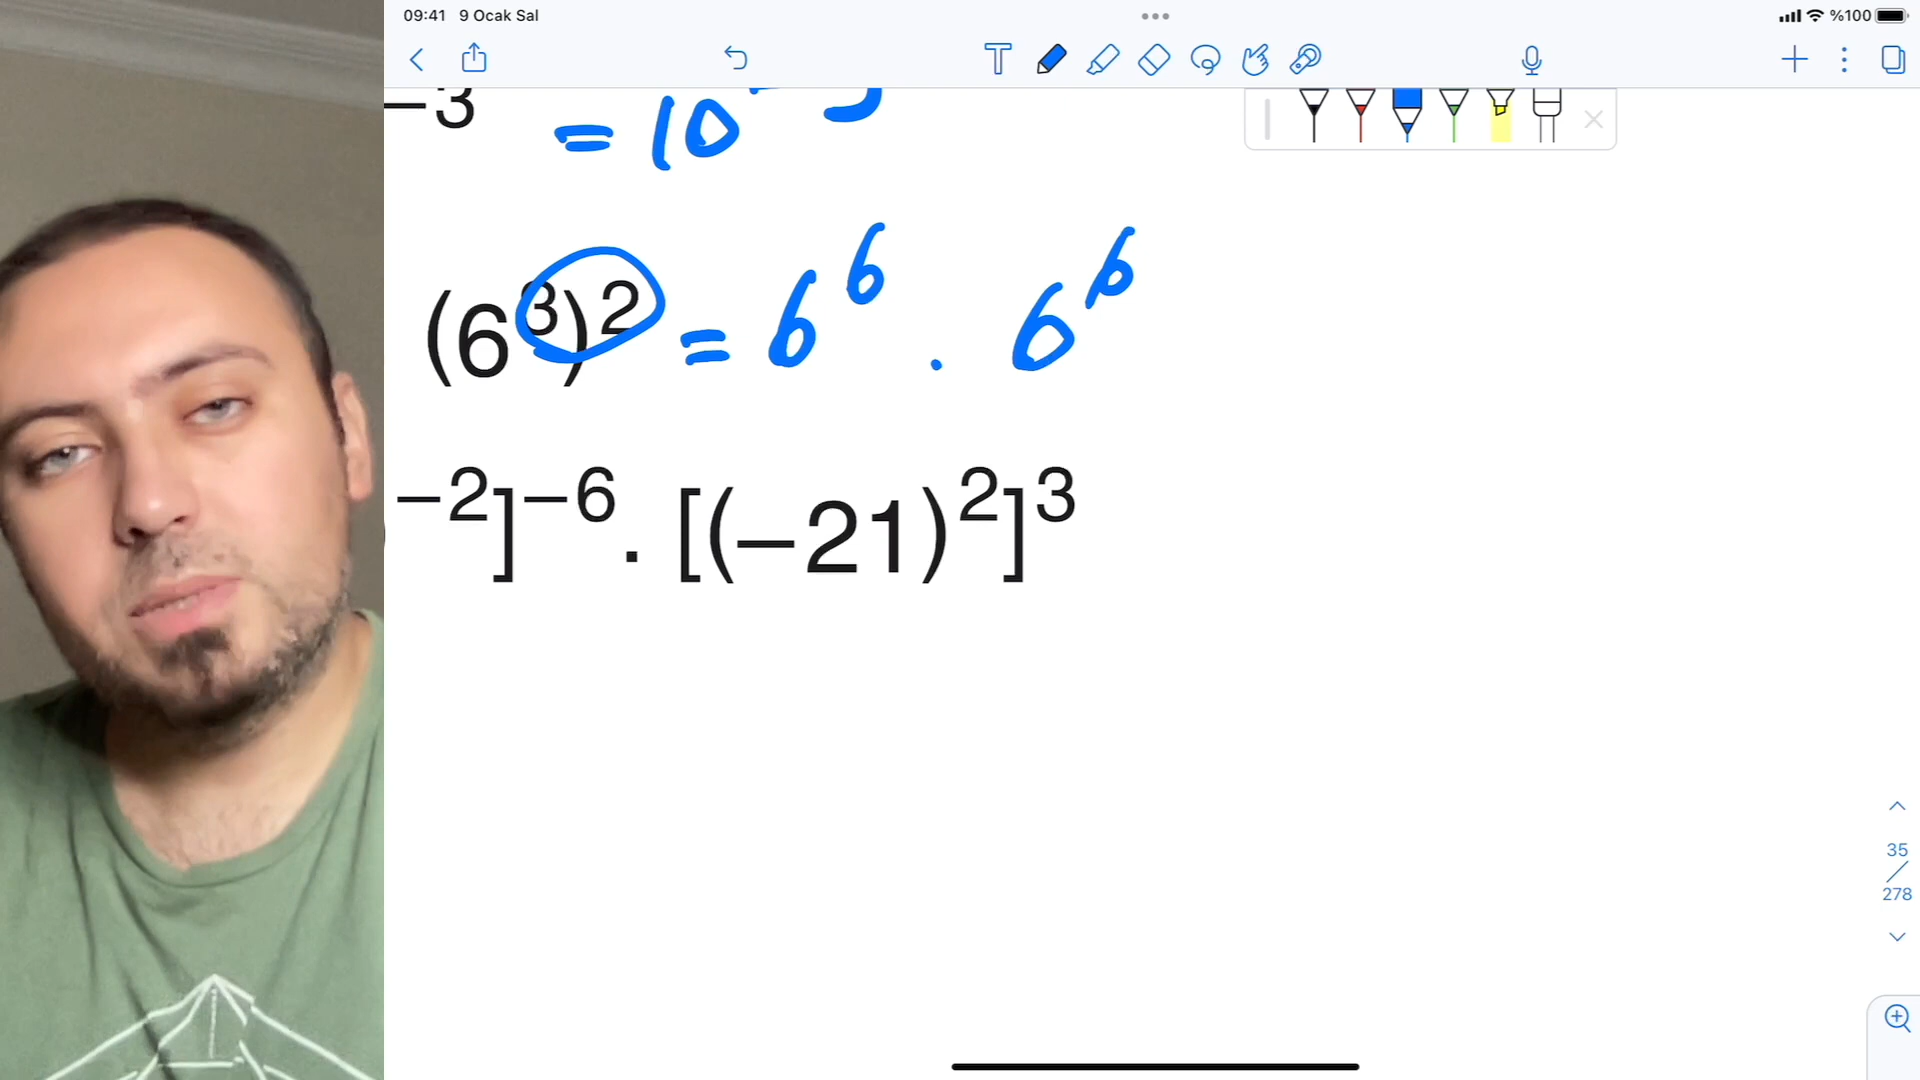 09:41 9 Ocak Sal %100
−3 = 10
(6³)² = 6⁶ . 6⁶
⁻²]⁻⁶ . [(−21)²]³
35
278